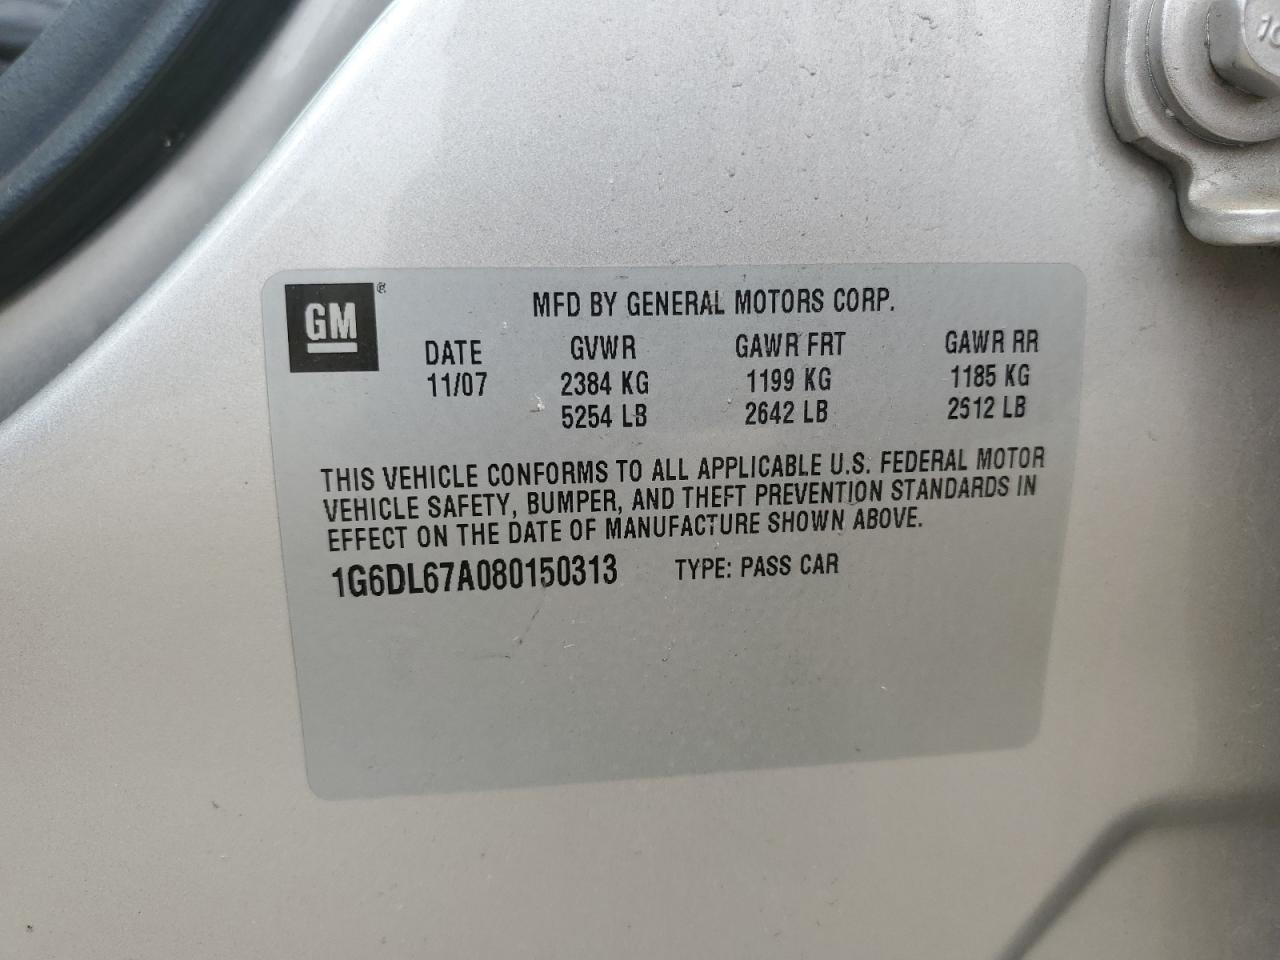 GM®
MFD BY GENERAL MOTORS CORP.
DATE GVWR GAWR FRT GAWR RR
11/07 2384 KG 1199 KG 1185 KG
5254 LB 2642 LB 2612 LB
THIS VEHICLE CONFORMS TO ALL APPLICABLE U.S. FEDERAL MOTOR
VEHICLE SAFETY, BUMPER, AND THEFT PREVENTION STANDARDS IN
EFFECT ON THE DATE OF MANUFACTURE SHOWN ABOVE.
1G6DL67A080150313 TYPE: PASS CAR